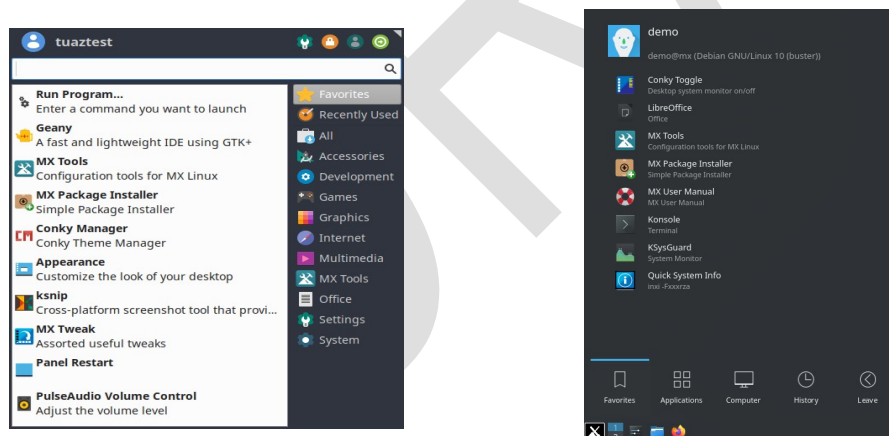 tuaztest
Run Program...
Enter a command you want to launch
Geany
A fast and lightweight IDE using GTK+
MX Tools
Configuration tools for MX Linux
MX Package Installer
Simple Package Installer
Conky Manager
Conky Theme Manager
Appearance
Customize the look of your desktop
ksnip
Cross-platform screenshot tool that provi...
MX Tweak
Assorted useful tweaks
Panel Restart
PulseAudio Volume Control
Adjust the volume level
Favorites
Recently Used
All
Accessories
Development
Games
Graphics
Internet
Multimedia
MX Tools
Office
Settings
System
demo
demo@mx (Debian GNU/Linux 10 (buster))
Conky Toggle
Desktop system monitor on/off
LibreOffice
Office
MX Tools
Configuration tools for MX Linux
MX Package Installer
Simple Package Installer
MX User Manual
MX User Manual
Konsole
Terminal
KSysGuard
System Monitor
Quick System Info
inxi -Fxxxrza
Favorites Applications Computer History Leave